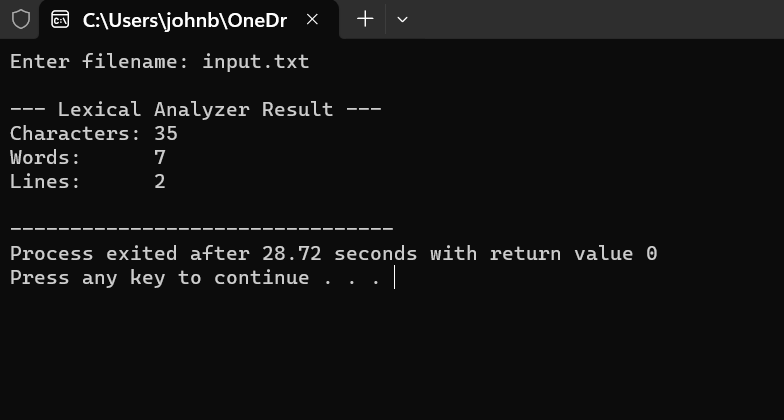 C:\Users\johnb\OneDr
Enter filename: input.txt
--- Lexical Analyzer Result ---
Characters: 35
Words:      7
Lines:      2
--------------------------------
Process exited after 28.72 seconds with return value 0
Press any key to continue . . .